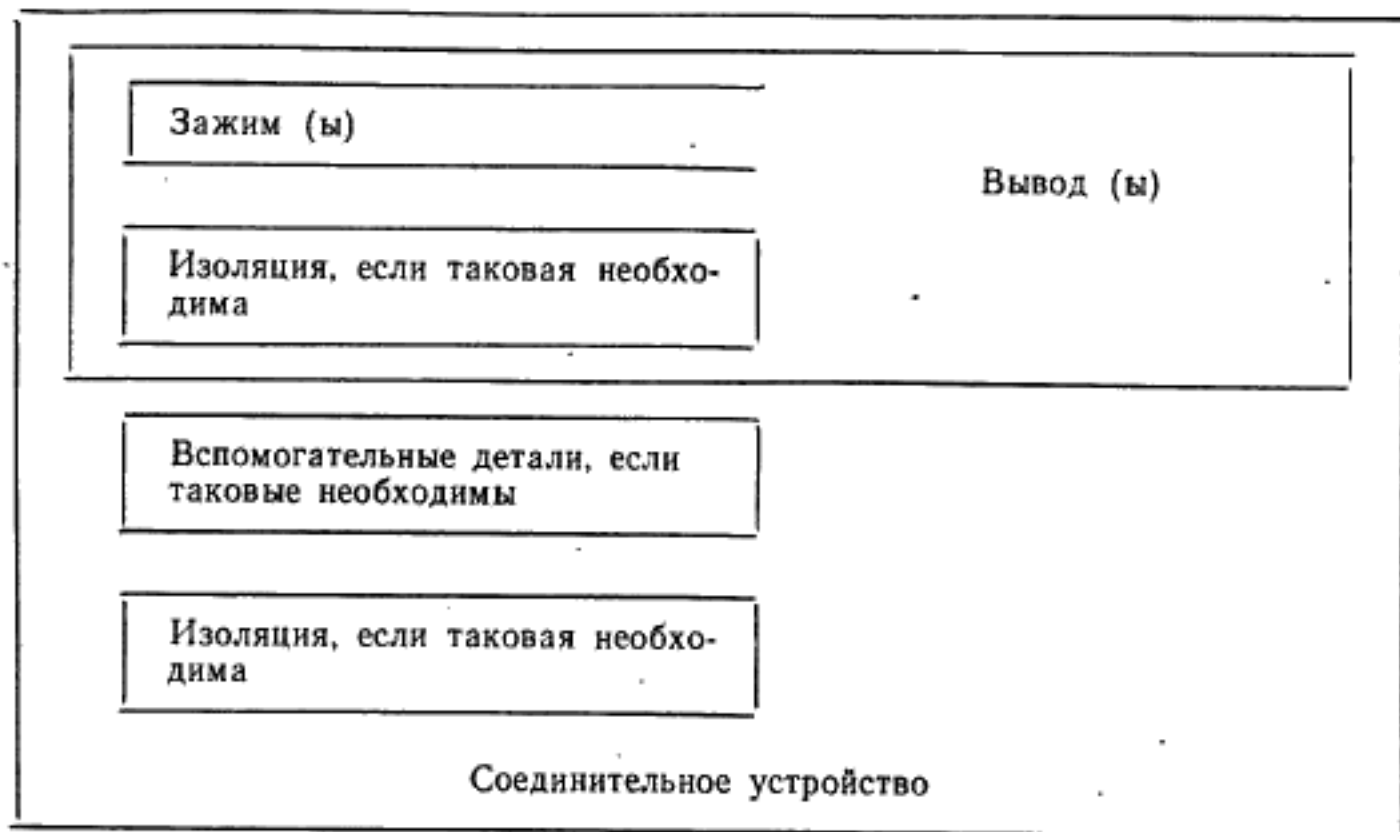 Зажим (ы)
Вывод (ы)
Изоляция, если таковая необхо-
дима
Вспомогательные детали, если
таковые необходимы
Изоляция, если таковая необхо-
дима
Соединительное устройство